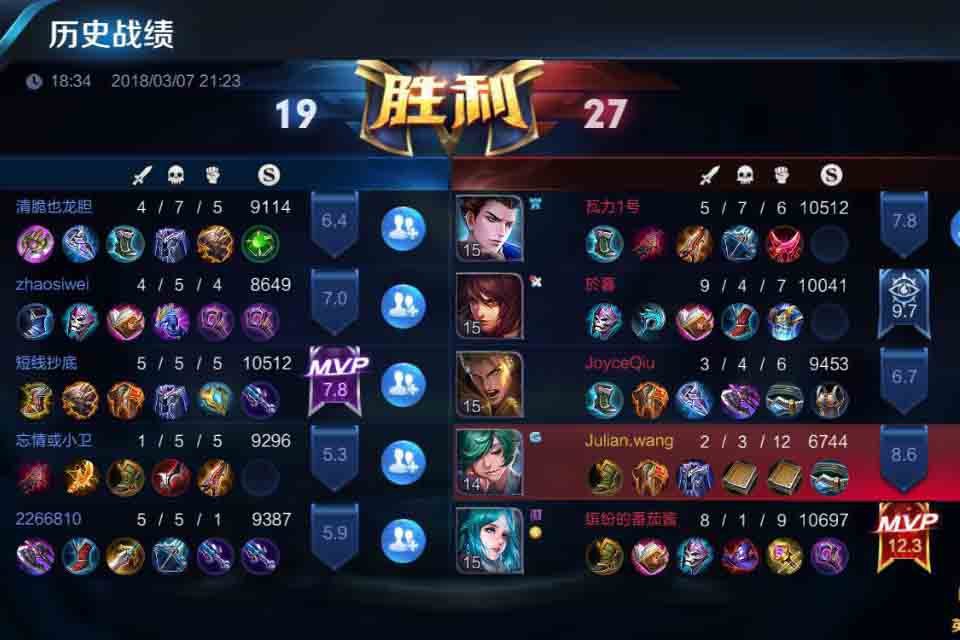 历史战绩
18:34 2018/03/07 21:23
19 胜利 27
S S
清脆也龙胆 4 / 7 / 5 9114 6.4 15 瓦力1号 5 / 7 / 6 10512 7.8
zhaosiwei 4 / 5 / 4 8649 7.0 15 於暮 9 / 4 / 7 10041 9.7
短线抄底 5 / 5 / 5 10512 MVP 7.8 15 JoyceQiu 3 / 4 / 6 9453 6.7
忘情或小卫 1 / 5 / 5 9296 5.3 14 Julian.wang 2 / 3 / 12 6744 8.6
2266810 5 / 5 / 1 9387 5.9 15 缤纷的番茄酱 8 / 1 / 9 10697 MVP 12.3